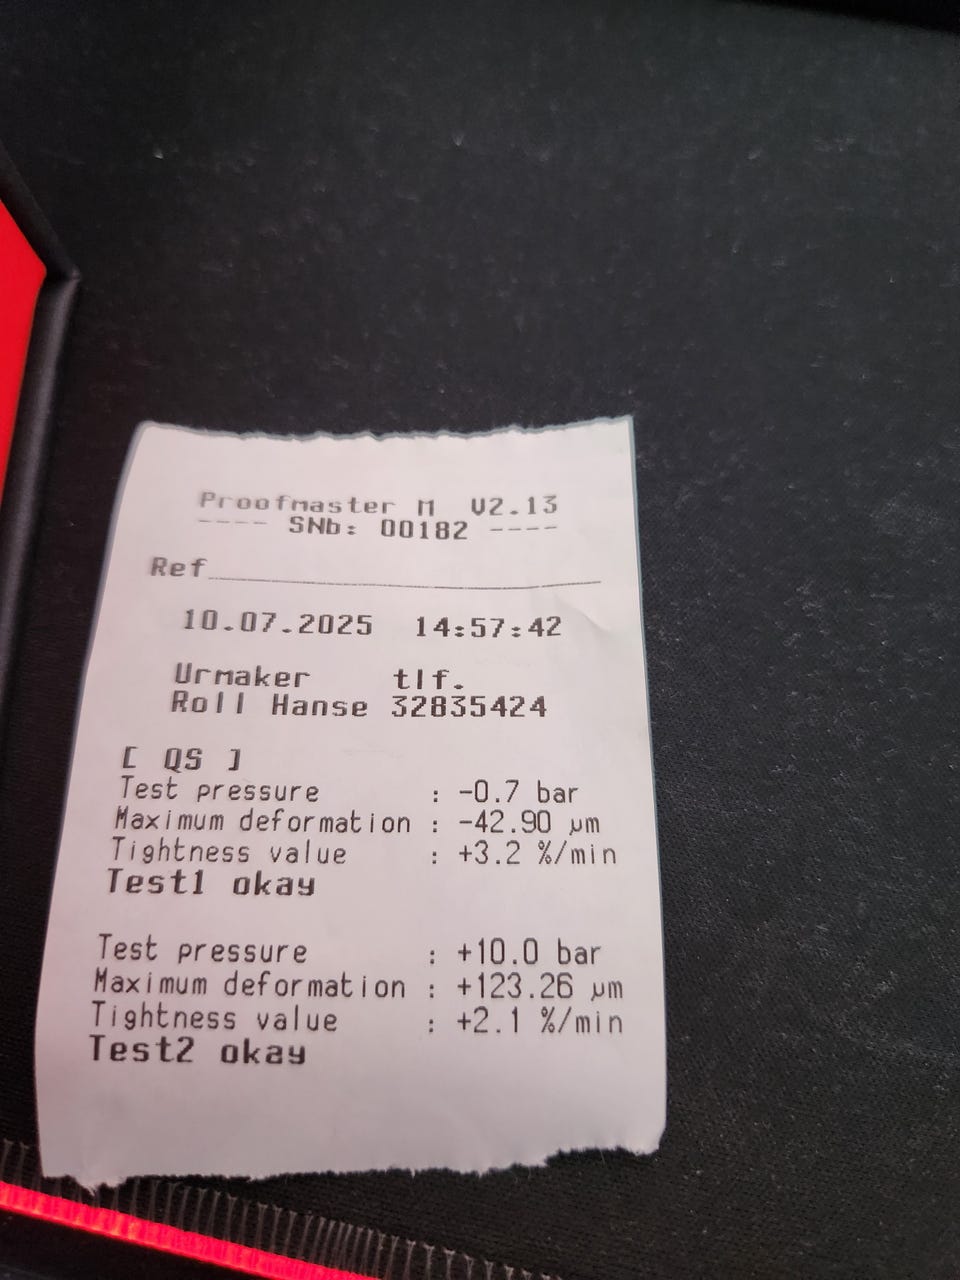 Proofmaster M V2.13
---- SNb: 00182 ----
Ref
10.07.2025 14:57:42
Urmaker tlf.
Roll Hanse 32835424
[ QS ]
Test pressure : -0.7 bar
Maximum deformation : -42.90 µm
Tightness value : +3.2 %/min
Test1 okay
Test pressure : +10.0 bar
Maximum deformation : +123.26 µm
Tightness value : +2.1 %/min
Test2 okay